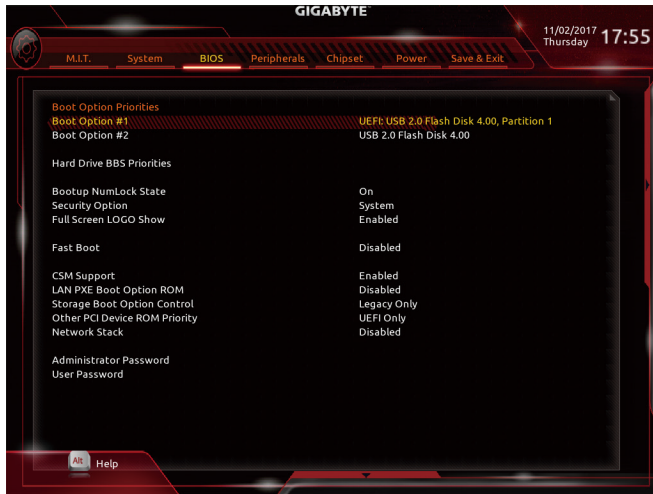 GIGABYTE™
11/02/2017 Thursday 17:55
M.I.T. System BIOS Peripherals Chipset Power Save & Exit
Boot Option Priorities
Boot Option #1 UEFI: USB 2.0 Flash Disk 4.00, Partition 1
Boot Option #2 USB 2.0 Flash Disk 4.00
Hard Drive BBS Priorities
Bootup NumLock State On
Security Option System
Full Screen LOGO Show Enabled
Fast Boot Disabled
CSM Support Enabled
LAN PXE Boot Option ROM Disabled
Storage Boot Option Control Legacy Only
Other PCI Device ROM Priority UEFI Only
Network Stack Disabled
Administrator Password
User Password
Alt Help